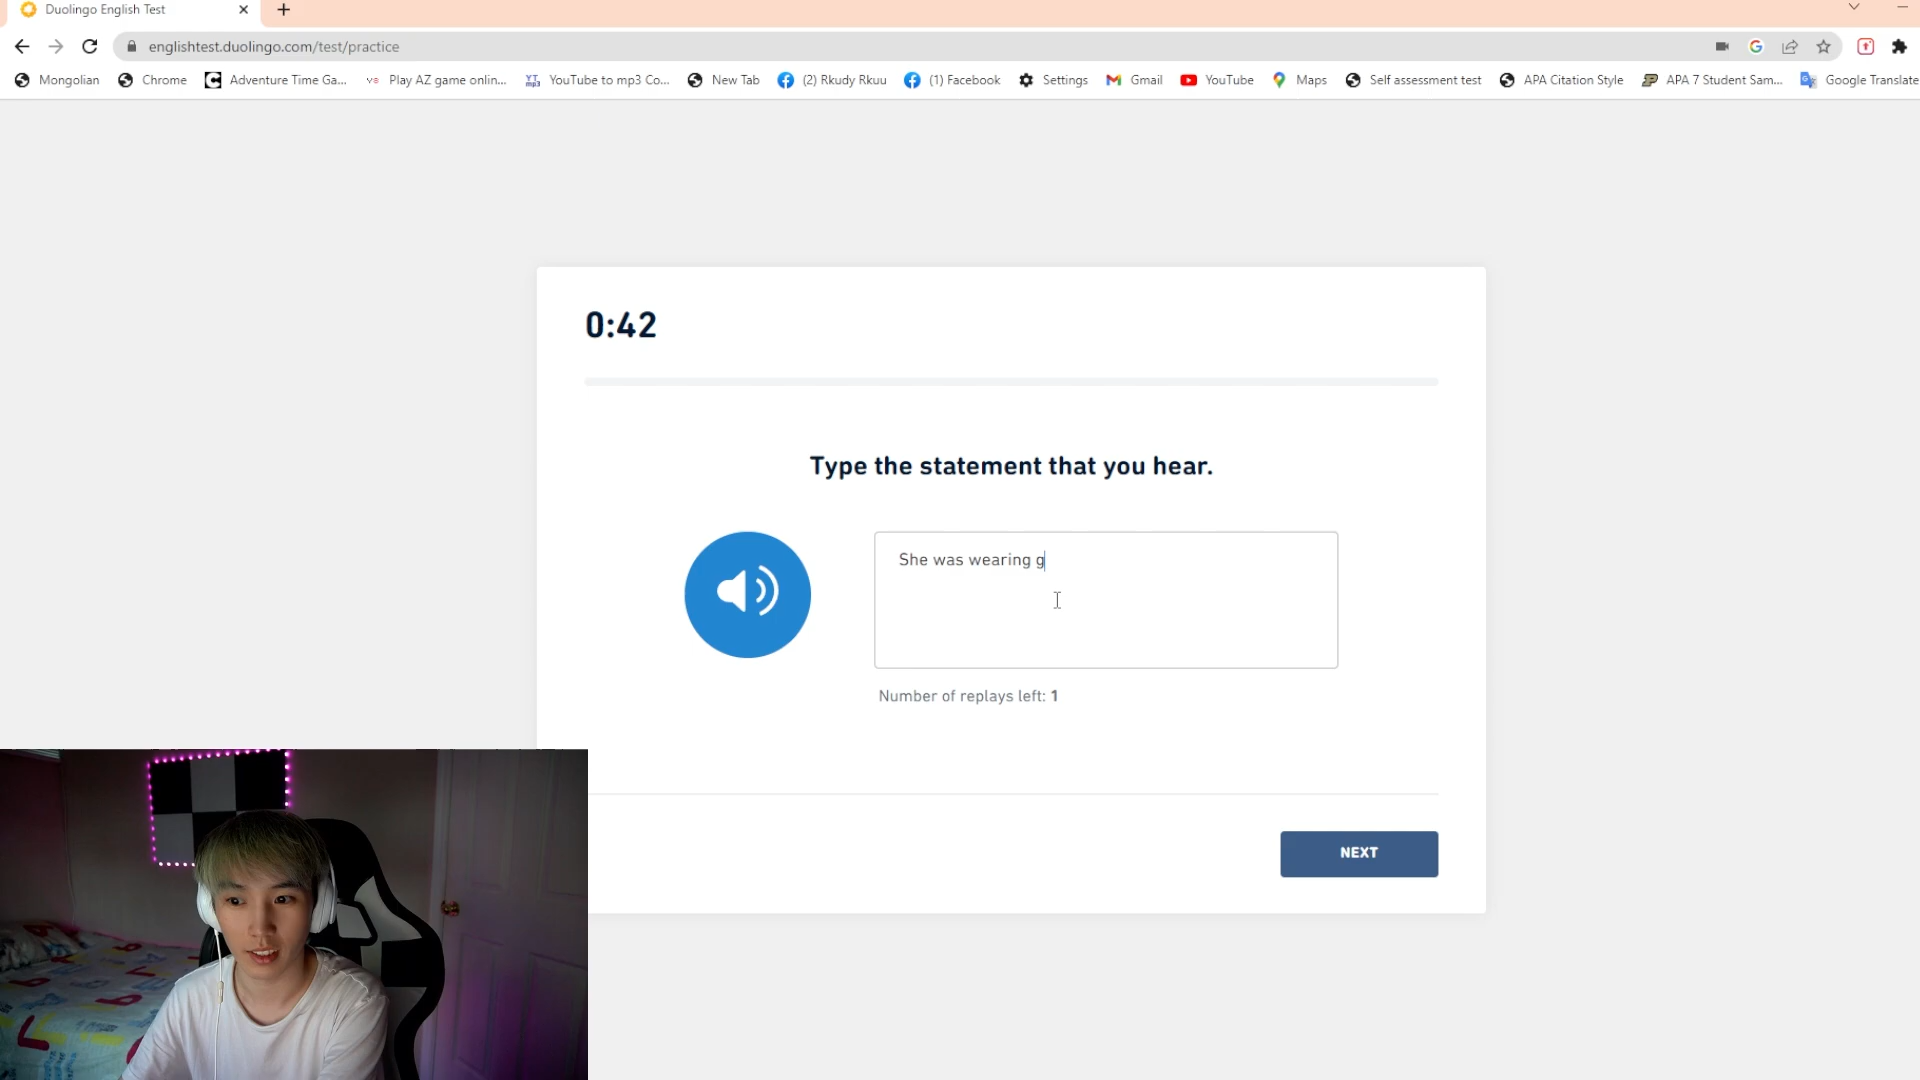 Duolingo English Test
englishtest.duolingo.com/test/practice
Mongolian Chrome Adventure Time Ga... Play AZ game onlin... YT mp3 YouTube to mp3 Co... New Tab (2) Rkudy Rkuu (1) Facebook Settings Gmail YouTube Maps Self assessment test APA Citation Style APA 7 Student Sam... Google Translate
0:42
Type the statement that you hear.
She was wearing g
Number of replays left: 1
NEXT